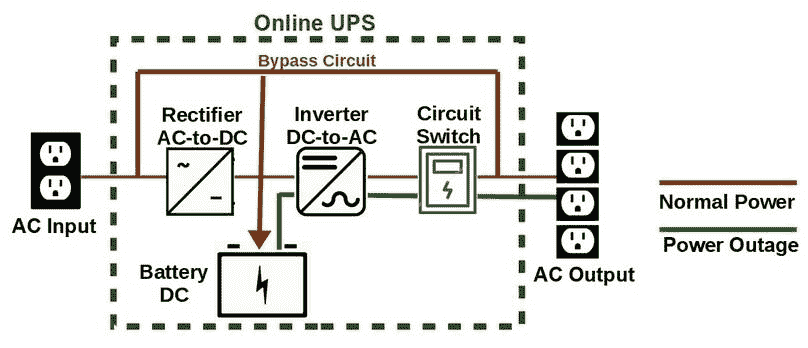 Online UPS
Bypass Circuit
Rectifier
AC-to-DC
Inverter
DC-to-AC
Circuit
Switch
AC Input
Normal Power
Power Outage
Battery
DC
AC Output